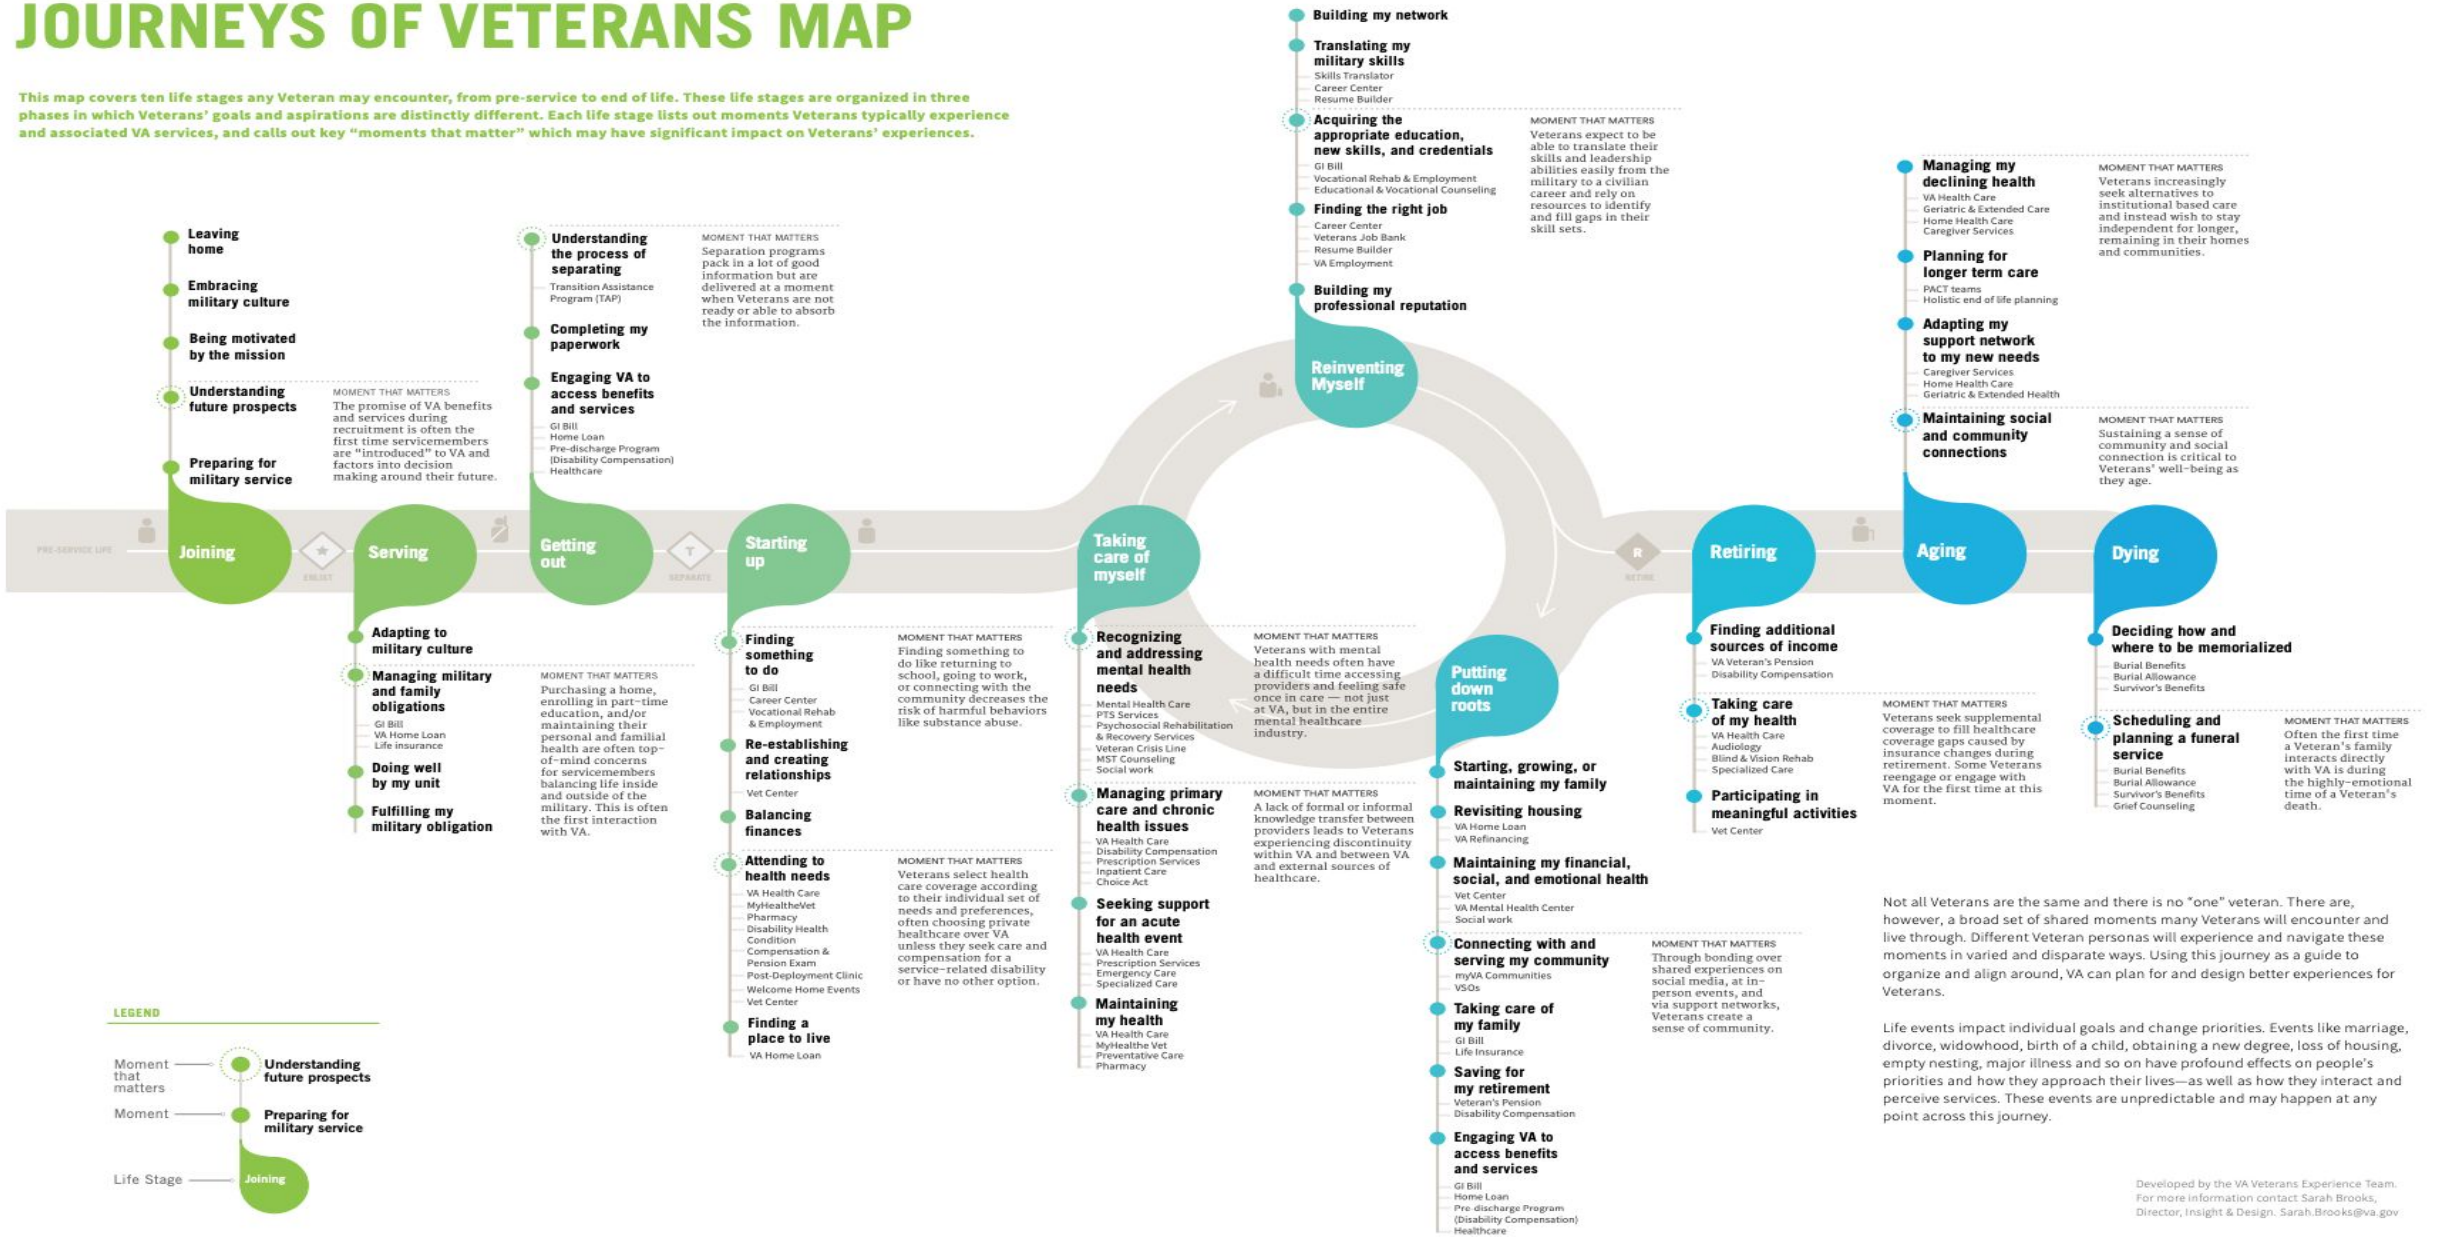 JOURNEYS OF VETERANS MAP
This map covers ten life stages any Veteran may encounter, from pre-service to end of life. These life stages are organized in three
phases in which Veterans' goals and aspirations are distinctly different. Each life stage lists out moments Veterans typically experience
and associated VA services, and calls out key "moments that matter" which may have significant impact on Veterans' experiences.
PRE-SERVICE LIFE
Leaving
home
Embracing
military culture
Being motivated
by the mission
Understanding
future prospects
MOMENT THAT MATTERS
The promise of VA benefits
and services during
recruitment is often the
first time servicemembers
are "introduced" to VA and
factors into decision
making around their future.
Preparing for
military service
Joining
ENLIST
Serving
Adapting to
military culture
Managing military
and family
obligations
GI Bill
VA Home Loan
Life insurance
MOMENT THAT MATTERS
Purchasing a home,
enrolling in part-time
education, and/or
maintaining their
personal and familial
health are often top-
of-mind concerns
for servicemembers
balancing life inside
and outside of the
military. This is often
the first interaction
with VA.
Doing well
by my unit
Fulfilling my
military obligation
Understanding
the process of
separating
Transition Assistance
Program (TAP)
MOMENT THAT MATTERS
Separation programs
pack in a lot of good
information but are
delivered at a moment
when Veterans are not
ready or able to absorb
the information.
Completing my
paperwork
Engaging VA to
access benefits
and services
GI Bill
Home Loan
Pre-discharge Program
(Disability Compensation)
Healthcare
Getting
out
T
SEPARATE
Starting
up
Finding
something
to do
GI Bill
Career Center
Vocational Rehab
& Employment
MOMENT THAT MATTERS
Finding something to
do like returning to
school, going to work,
or connecting with the
community decreases the
risk of harmful behaviors
like substance abuse.
Re-establishing
and creating
relationships
Vet Center
Balancing
finances
Attending to
health needs
VA Health Care
MyHealtheVet
Pharmacy
Disability Health
Condition
Compensation &
Pension Exam
Post-Deployment Clinic
Welcome Home Events
Vet Center
MOMENT THAT MATTERS
Veterans select health
care coverage according
to their individual set of
needs and preferences,
often choosing private
healthcare over VA
unless they seek care and
compensation for a
service-related disability
or have no other option.
Finding a
place to live
VA Home Loan
Taking
care of
myself
Recognizing
and addressing
mental health
needs
Mental Health Care
PTS Services
Psychosocial Rehabilitation
& Recovery Services
Veteran Crisis Line
MST Counseling
Social work
MOMENT THAT MATTERS
Veterans with mental
health needs often have
a difficult time accessing
providers and feeling safe
once in care — not just
at VA, but in the entire
mental healthcare
industry.
Managing primary
care and chronic
health issues
VA Health Care
Disability Compensation
Prescription Services
Inpatient Care
Choice Act
MOMENT THAT MATTERS
A lack of formal or informal
knowledge transfer between
providers leads to Veterans
experiencing discontinuity
within VA and between VA
and external sources of
healthcare.
Seeking support
for an acute
health event
VA Health Care
Prescription Services
Emergency Care
Specialized Care
Maintaining
my health
VA Health Care
MyHealthe Vet
Preventative Care
Pharmacy
Building my network
Translating my
military skills
Skills Translator
Career Center
Resume Builder
Acquiring the
appropriate education,
new skills, and credentials
GI Bill
Vocational Rehab & Employment
Educational & Vocational Counseling
MOMENT THAT MATTERS
Veterans expect to be
able to translate their
skills and leadership
abilities easily from the
military to a civilian
career and rely on
resources to identify
and fill gaps in their
skill sets.
Finding the right job
Career Center
Veterans Job Bank
Resume Builder
VA Employment
Building my
professional reputation
Reinventing
Myself
Putting
down
roots
Starting, growing, or
maintaining my family
Revisiting housing
VA Home Loan
VA Refinancing
Maintaining my financial,
social, and emotional health
Vet Center
VA Mental Health Center
Social work
Connecting with and
serving my community
myVA Communities
VSOs
MOMENT THAT MATTERS
Through bonding over
shared experiences on
social media, at in-
person events, and
via support networks,
Veterans create a
sense of community.
Taking care of
my family
GI Bill
Life Insurance
Saving for
my retirement
Veteran's Pension
Disability Compensation
Engaging VA to
access benefits
and services
GI Bill
Home Loan
Pre-discharge Program
(Disability Compensation)
Healthcare
R
RETIRE
Retiring
Finding additional
sources of income
VA Veteran's Pension
Disability Compensation
Taking care
of my health
VA Health Care
Audiology
Blind & Vision Rehab
Specialized Care
MOMENT THAT MATTERS
Veterans seek supplemental
coverage to fill healthcare
coverage gaps caused by
insurance changes during
retirement. Some Veterans
reengage or engage with
VA for the first time at this
moment.
Participating in
meaningful activities
Vet Center
Managing my
declining health
VA Health Care
Geriatric & Extended Care
Home Health Care
Caregiver Services
MOMENT THAT MATTERS
Veterans increasingly
seek alternatives to
institutional based care
and instead wish to stay
independent for longer,
remaining in their homes
and communities.
Planning for
longer term care
PACT teams
Holistic end of life planning
Adapting my
support network
to my new needs
Caregiver Services
Home Health Care
Geriatric & Extended Health
Maintaining social
and community
connections
MOMENT THAT MATTERS
Sustaining a sense of
community and social
connection is critical to
Veterans' well-being as
they age.
Aging
Dying
Deciding how and
where to be memorialized
Burial Benefits
Burial Allowance
Survivor's Benefits
Scheduling and
planning a funeral
service
Burial Benefits
Burial Allowance
Survivor's Benefits
Grief Counseling
MOMENT THAT MATTERS
Often the first time
a Veteran's family
interacts directly
with VA is during
the highly-emotional
time of a Veteran's
death.
Not all Veterans are the same and there is no "one" veteran. There are,
however, a broad set of shared moments many Veterans will encounter and
live through. Different Veteran personas will experience and navigate these
moments in varied and disparate ways. Using this journey as a guide to
organize and align around, VA can plan for and design better experiences for
Veterans.
Life events impact individual goals and change priorities. Events like marriage,
divorce, widowhood, birth of a child, obtaining a new degree, loss of housing,
empty nesting, major illness and so on have profound effects on people's
priorities and how they approach their lives—as well as how they interact and
perceive services. These events are unpredictable and may happen at any
point across this journey.
LEGEND
Moment
that
matters
Understanding
future prospects
Moment
Preparing for
military service
Life Stage
Joining
Developed by the VA Veterans Experience Team.
For more information contact Sarah Brooks,
Director, Insight & Design. Sarah.Brooks@va.gov